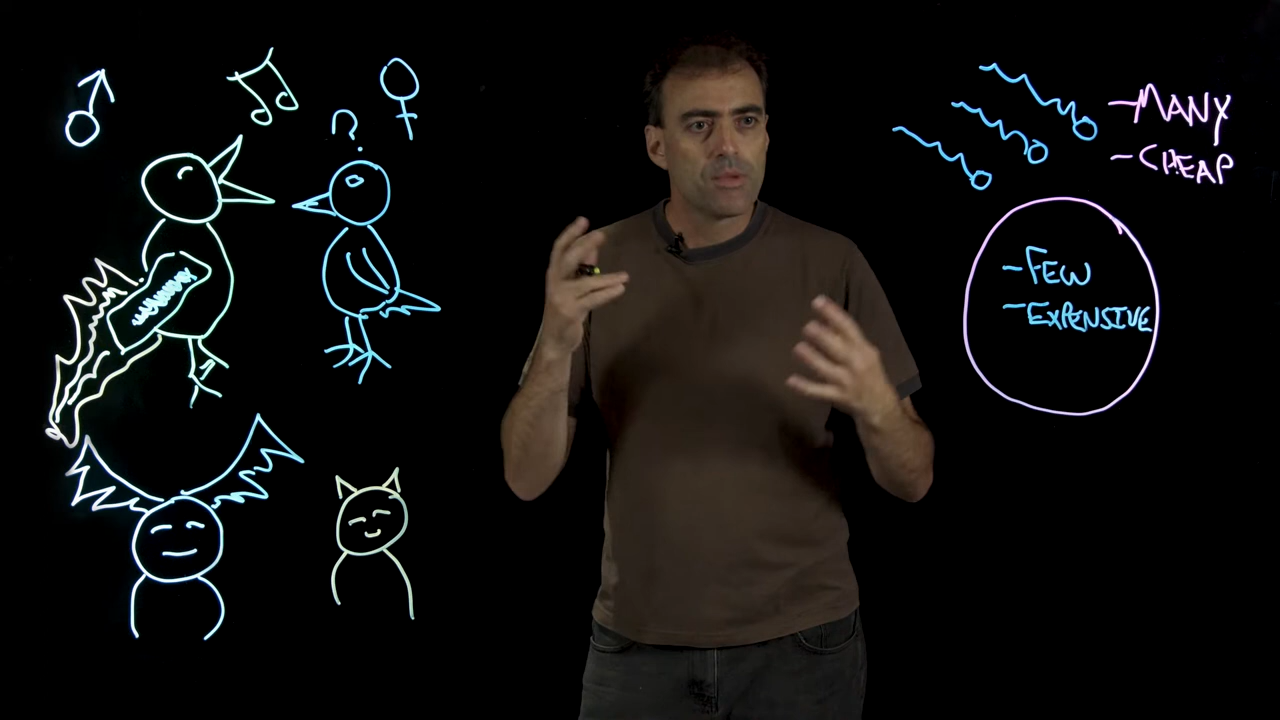 ?
- MANY
- CHEAP
- FEW
- EXPENSIVE